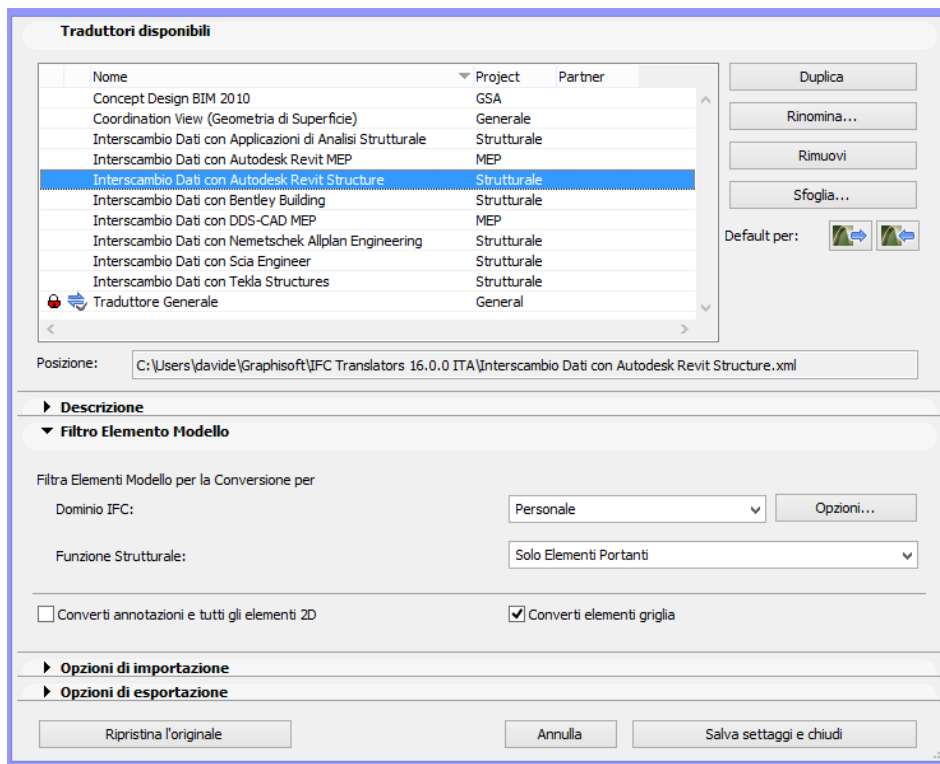 Traduttori disponibili
Nome Project Partner
Concept Design BIM 2010 GSA
Coordination View (Geometria di Superficie) Generale
Interscambio Dati con Applicazioni di Analisi Strutturale Strutturale
Interscambio Dati con Autodesk Revit MEP MEP
Interscambio Dati con Autodesk Revit Structure Strutturale
Interscambio Dati con Bentley Building Strutturale
Interscambio Dati con DDS-CAD MEP MEP
Interscambio Dati con Nemetschek Allplan Engineering Strutturale
Interscambio Dati con Scia Engineer Strutturale
Interscambio Dati con Tekla Structures Strutturale
Traduttore Generale General
Duplica
Rinomina...
Rimuovi
Sfoglia...
Default per:
Posizione: C:\Users\davide\Graphisoft\IFC Translators 16.0.0 ITA\Interscambio Dati con Autodesk Revit Structure.xml
Descrizione
Filtro Elemento Modello
Filtra Elementi Modello per la Conversione per
Dominio IFC: Personale Opzioni...
Funzione Strutturale: Solo Elementi Portanti
Converti annotazioni e tutti gli elementi 2D Converti elementi griglia
Opzioni di importazione
Opzioni di esportazione
Ripristina l'originale Annulla Salva settaggi e chiudi